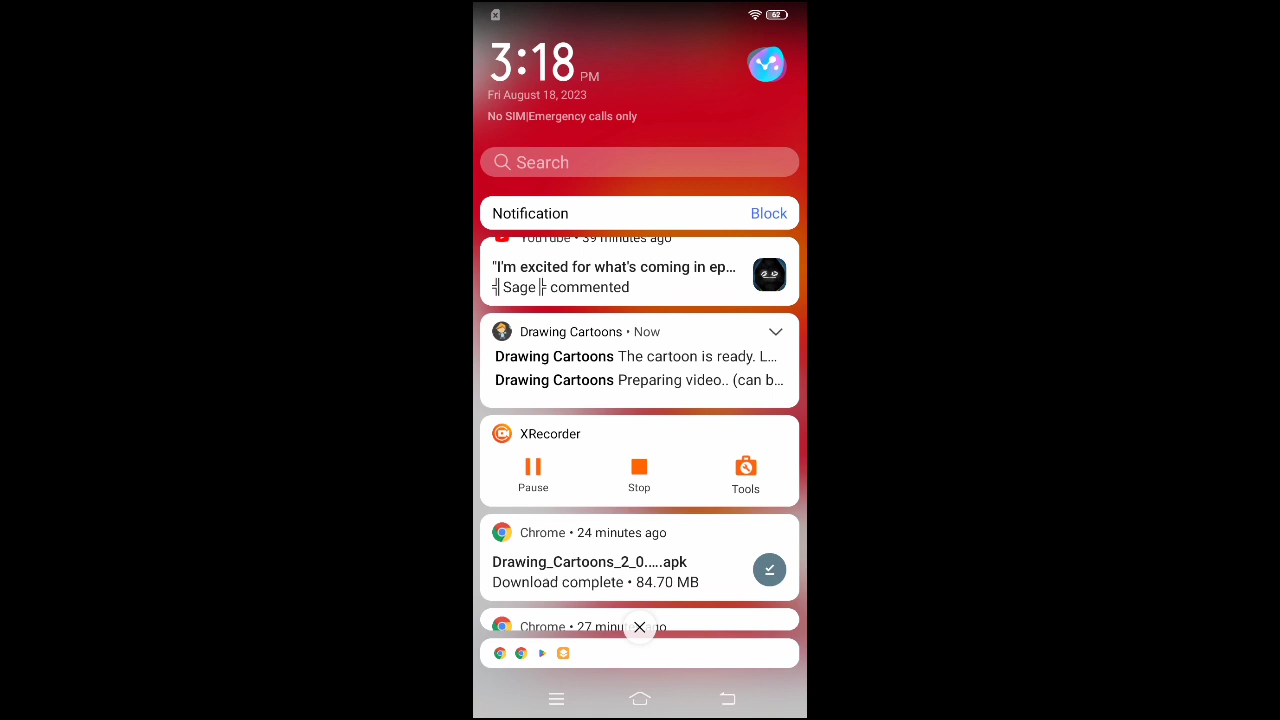 62
3:18 PM
Fri August 18, 2023
No SIM|Emergency calls only
Search
Notification Block
YouTube • 39 minutes ago
"I'm excited for what's coming in ep…
╣Sage╠ commented
Drawing Cartoons • Now
Drawing Cartoons The cartoon is ready. L…
Drawing Cartoons Preparing video.. (can b…
XRecorder
Pause Stop Tools
Chrome • 24 minutes ago
Drawing_Cartoons_2_0.….apk
Download complete • 84.70 MB
Chrome • 27 minutes ago